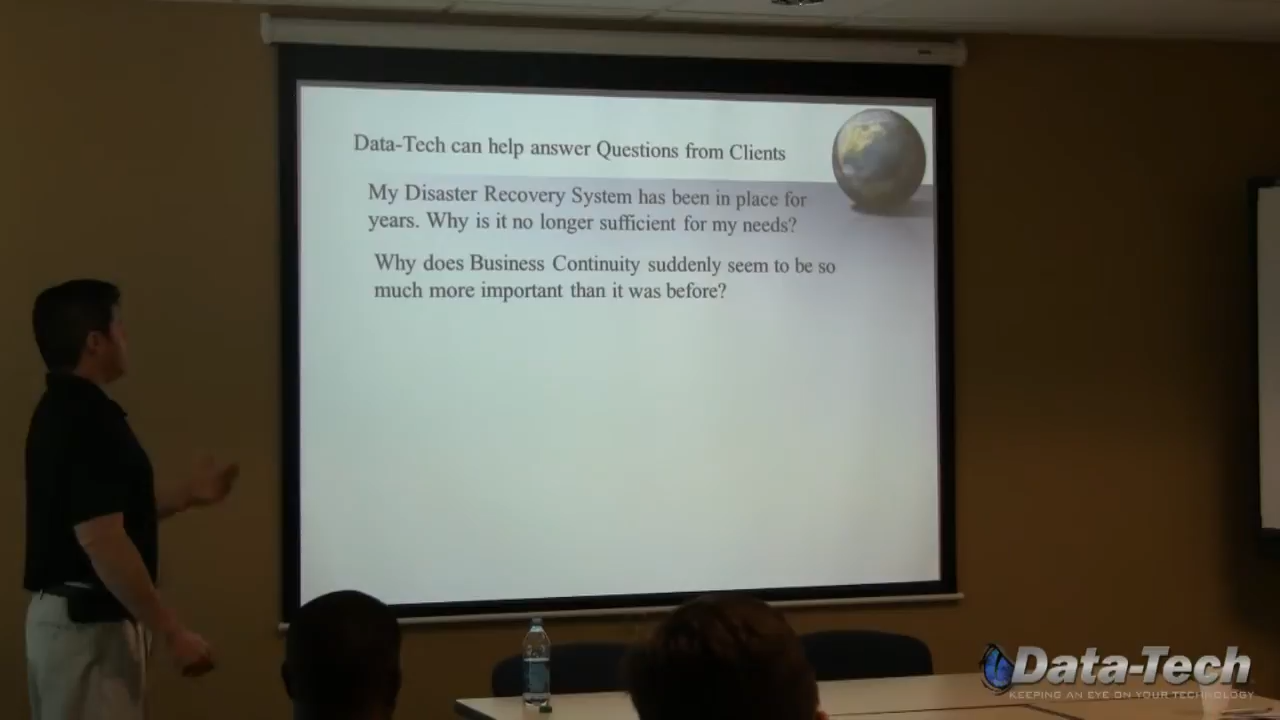 Data-Tech can help answer Questions from Clients
My Disaster Recovery System has been in place for
years. Why is it no longer sufficient for my needs?
Why does Business Continuity suddenly seem to be so
much more important than it was before?
Data-Tech
KEEPING AN EYE ON YOUR TECHNOLOGY